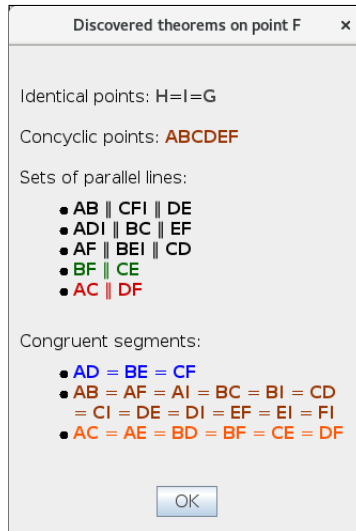 Discovered theorems on point F ×
Identical points: H=I=G
Concyclic points: ABCDEF
Sets of parallel lines:
● AB ∥ CFI ∥ DE
● ADI ∥ BC ∥ EF
● AF ∥ BEI ∥ CD
● BF ∥ CE
● AC ∥ DF
Congruent segments:
● AD = BE = CF
● AB = AF = AI = BC = BI = CD
= CI = DE = DI = EF = EI = FI
● AC = AE = BD = BF = CE = DF
OK